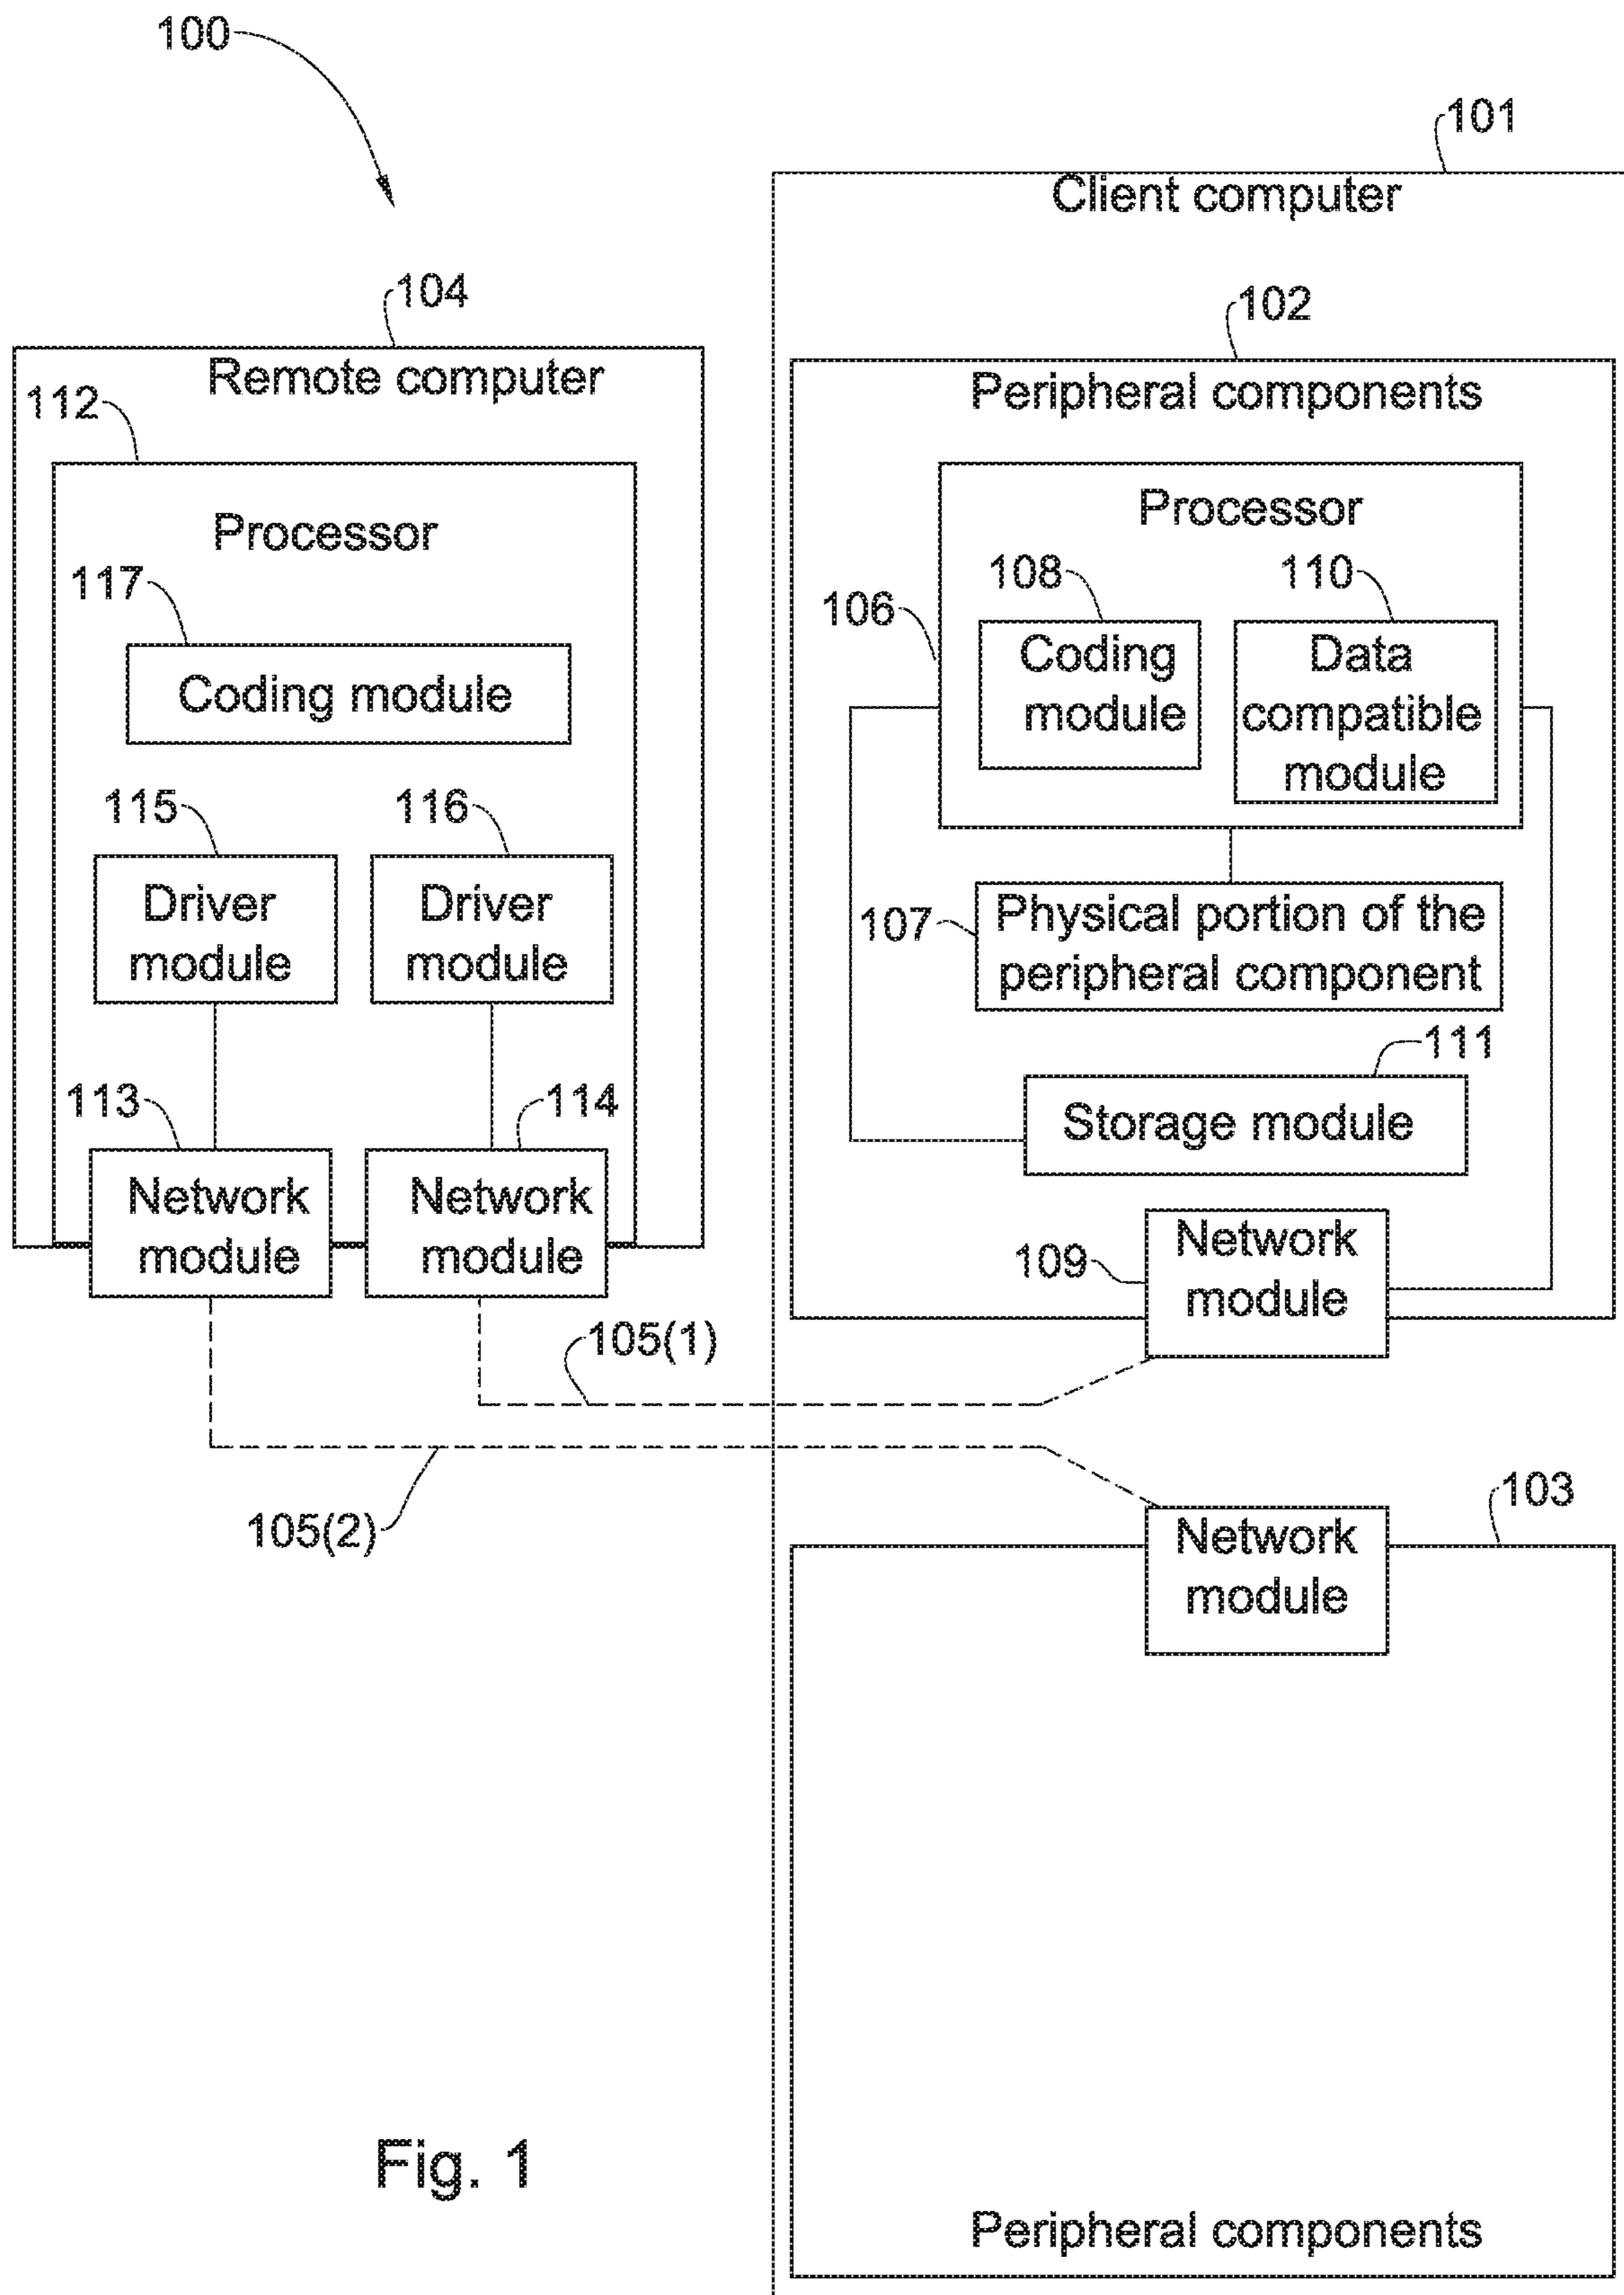 100
101
Client computer
104
102
Remote computer
Peripheral components
112
Processor
Processor
117
108
110
106
Coding module
Coding
module
Data
compatible
module
115
116
Driver
module
Driver
module
107
Physical portion of the
peripheral component
111
113
114
Storage module
Network
module
Network
module
109
Network
module
105(1)
105(2)
103
Network
module
Fig. 1
Peripheral components